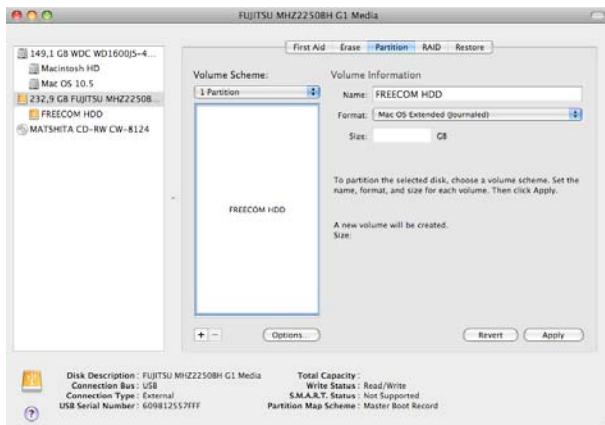 FUJITSU MHZ2250BH G1 Media
149,1 GB WDC WD1600JS-4...
Macintosh HD
Mac OS 10.5
232,9 GB FUJITSU MHZ2250B...
FREECOM HDD
MATSHITA CD-RW CW-8124
First Aid Erase Partition RAID Restore
Volume Scheme:
1 Partition
FREECOM HDD
+ -
Options...
Volume Information
Name: FREECOM HDD
Format: Mac OS Extended (Journaled)
Size: GB
To partition the selected disk, choose a volume scheme. Set the
name, format, and size for each volume. Then click Apply.
A new volume will be created.
Size:
Revert Apply
Disk Description : FUJITSU MHZ2250BH G1 Media
Connection Bus : USB
Connection Type : External
USB Serial Number : 609812557FFF
Total Capacity :
Write Status : Read/Write
S.M.A.R.T. Status : Not Supported
Partition Map Scheme : Master Boot Record
?